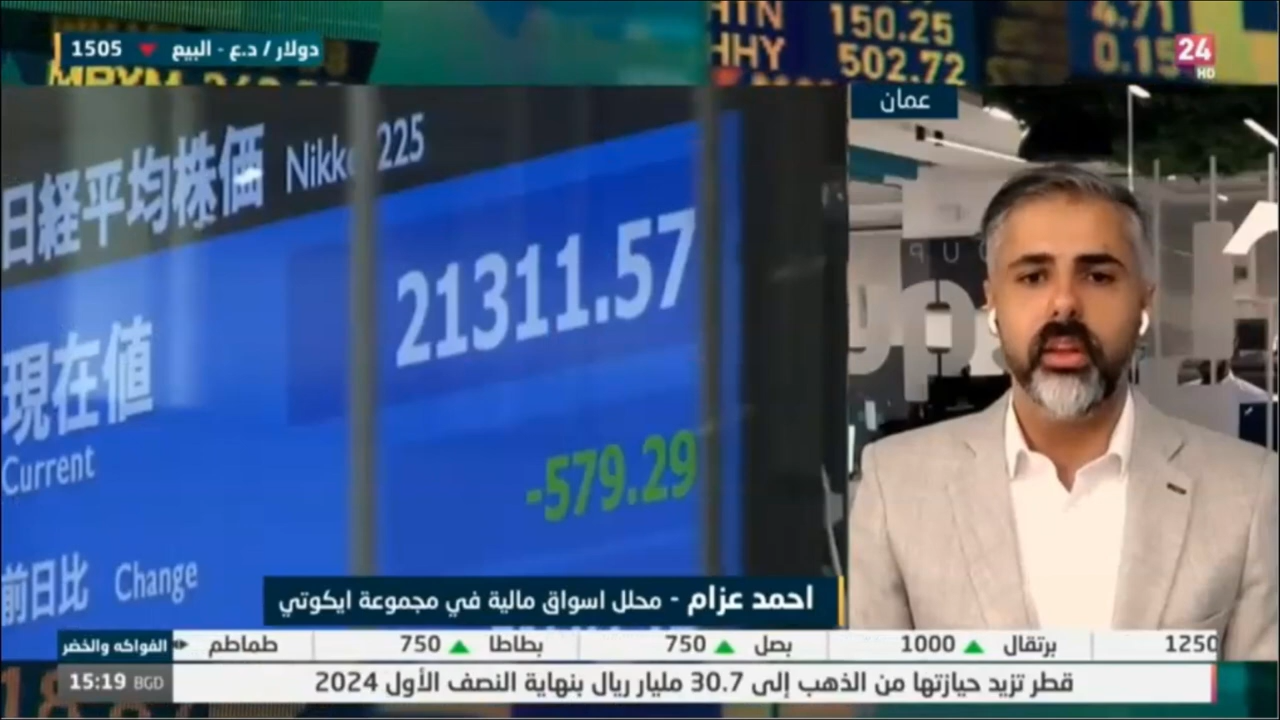 دولار / د.ع - البيع 1505
HTN 150.25
HHY 502.72
4.71
0.15
24
HD
عمان
日経平均株価 Nikk 225
21311.57
現在値
Current
-579.29
前日比 Change
احمد عزام - محلل اسواق مالية في مجموعة ايكوتي
الفواكه والخضر طماطم 750 بطاطا 750 بصل 1000 برتقال 1250
15:19 BGD قطر تزيد حيازتها من الذهب إلى 30.7 مليار ريال بنهاية النصف الأول 2024